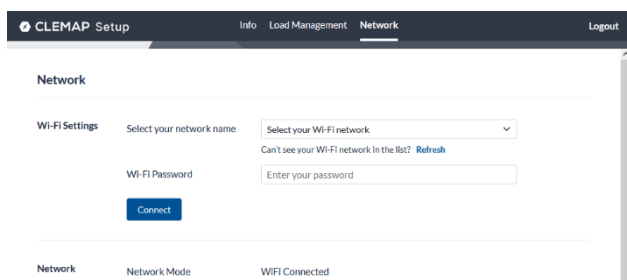 CLEMAP Setup Info Load Management Network Logout
Network
Wi-Fi Settings Select your network name Select your Wi-Fi network
Can't see your Wi-Fi network in the list? Refresh
Wi-Fi Password Enter your password
Connect
Network Network Mode WiFi Connected